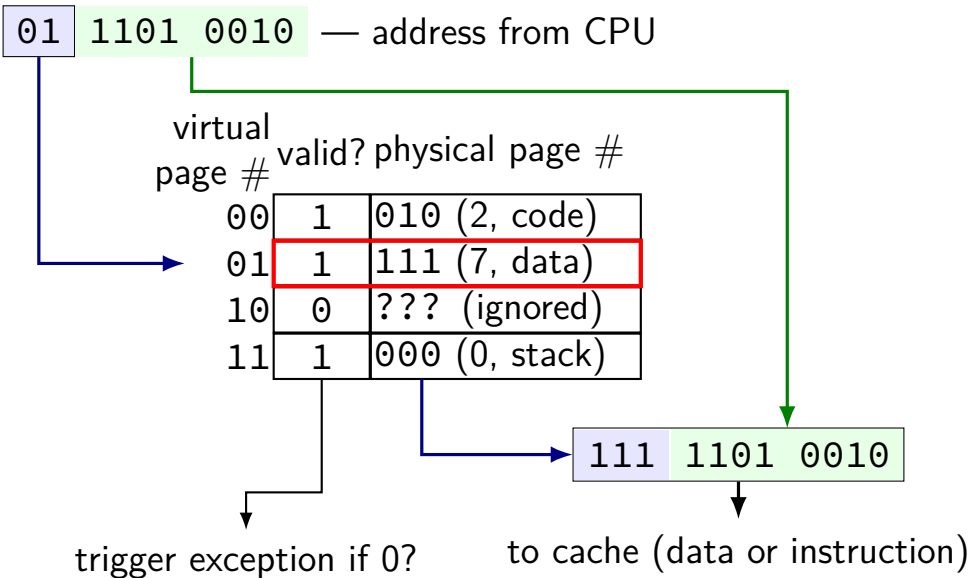 01 1101 0010 — address from CPU
virtual
page # valid? physical page #
00 1 010 (2, code)
01 1 111 (7, data)
10 0 ??? (ignored)
11 1 000 (0, stack)
111 1101 0010
trigger exception if 0?
to cache (data or instruction)